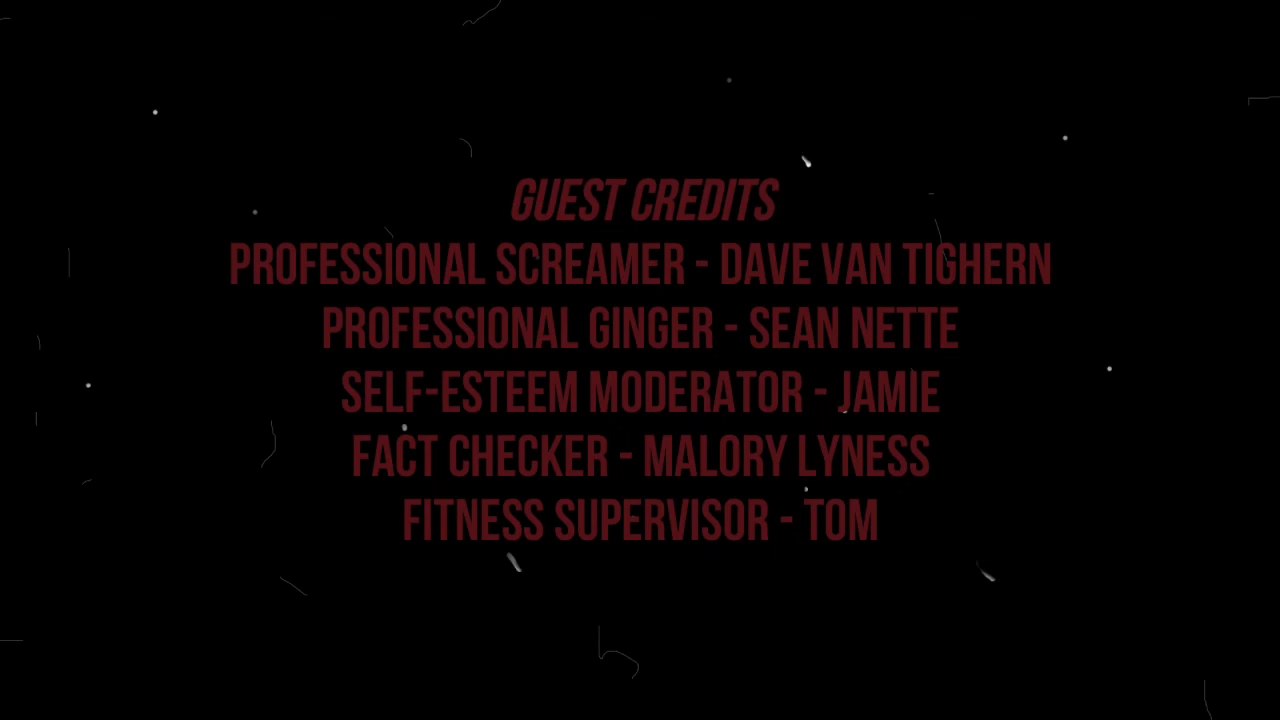 GUEST CREDITS
PROFESSIONAL SCREAMER - DAVE VAN TIGHERN
PROFESSIONAL GINGER - SEAN NETTE
SELF-ESTEEM MODERATOR - JAMIE
FACT CHECKER - MALORY LYNESS
FITNESS SUPERVISOR - TOM